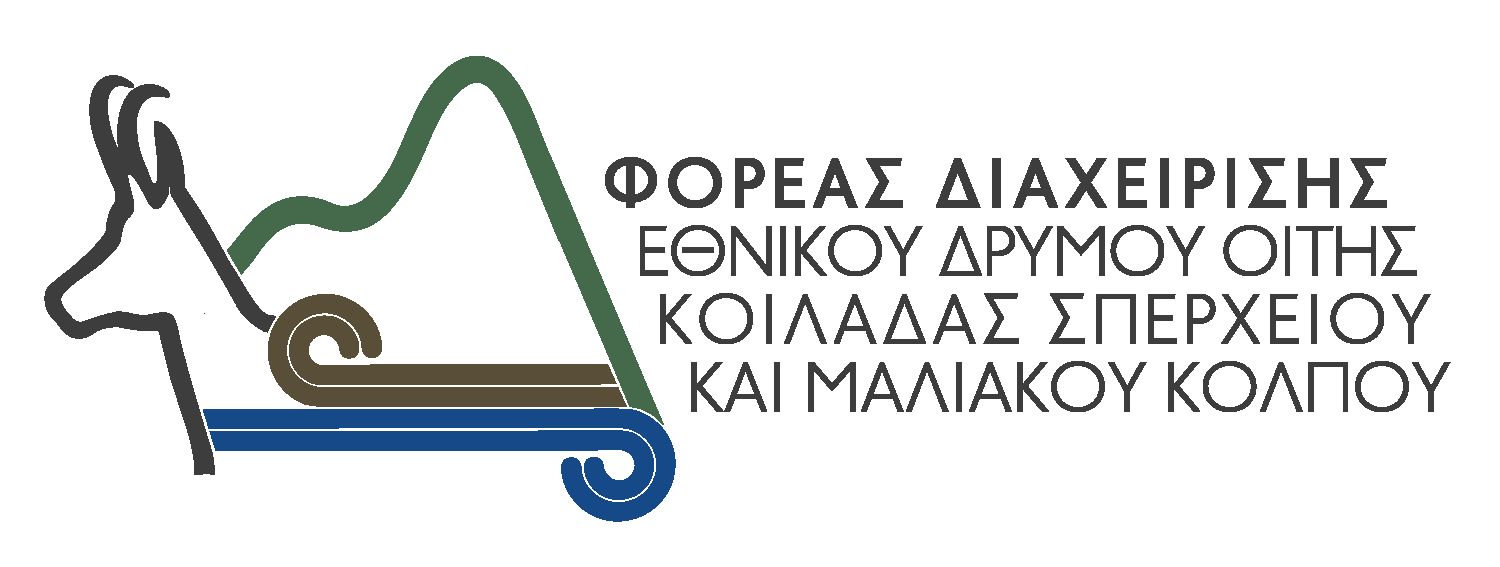 ΦΟΡΕΑΣ ΔΙΑΧΕΙΡΙΣΗΣ
ΕΘΝΙΚΟΥ ΔΡΥΜΟΥ ΟΙΤΗΣ
ΚΟΙΛΑΔΑΣ ΣΠΕΡΧΕΙΟΥ
ΚΑΙ ΜΑΛΙΑΚΟΥ ΚΟΛΠΟΥ